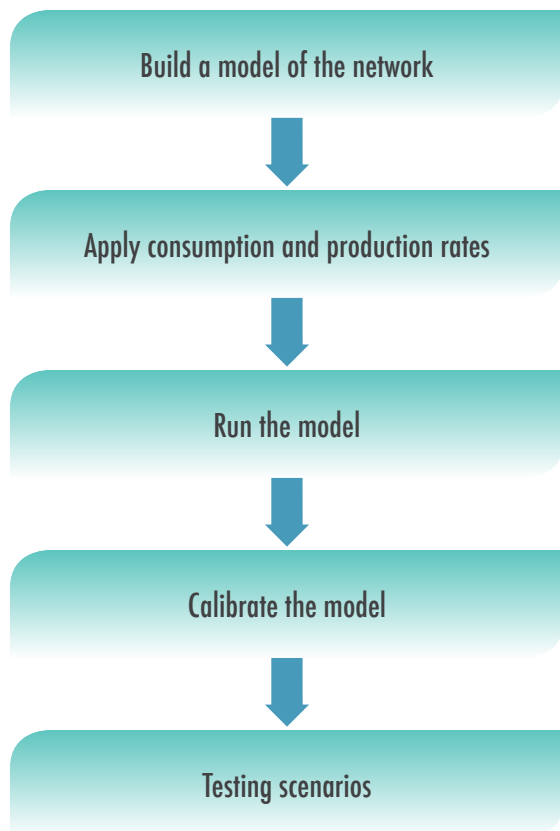 Build a model of the network
Apply consumption and production rates
Run the model
Calibrate the model
Testing scenarios